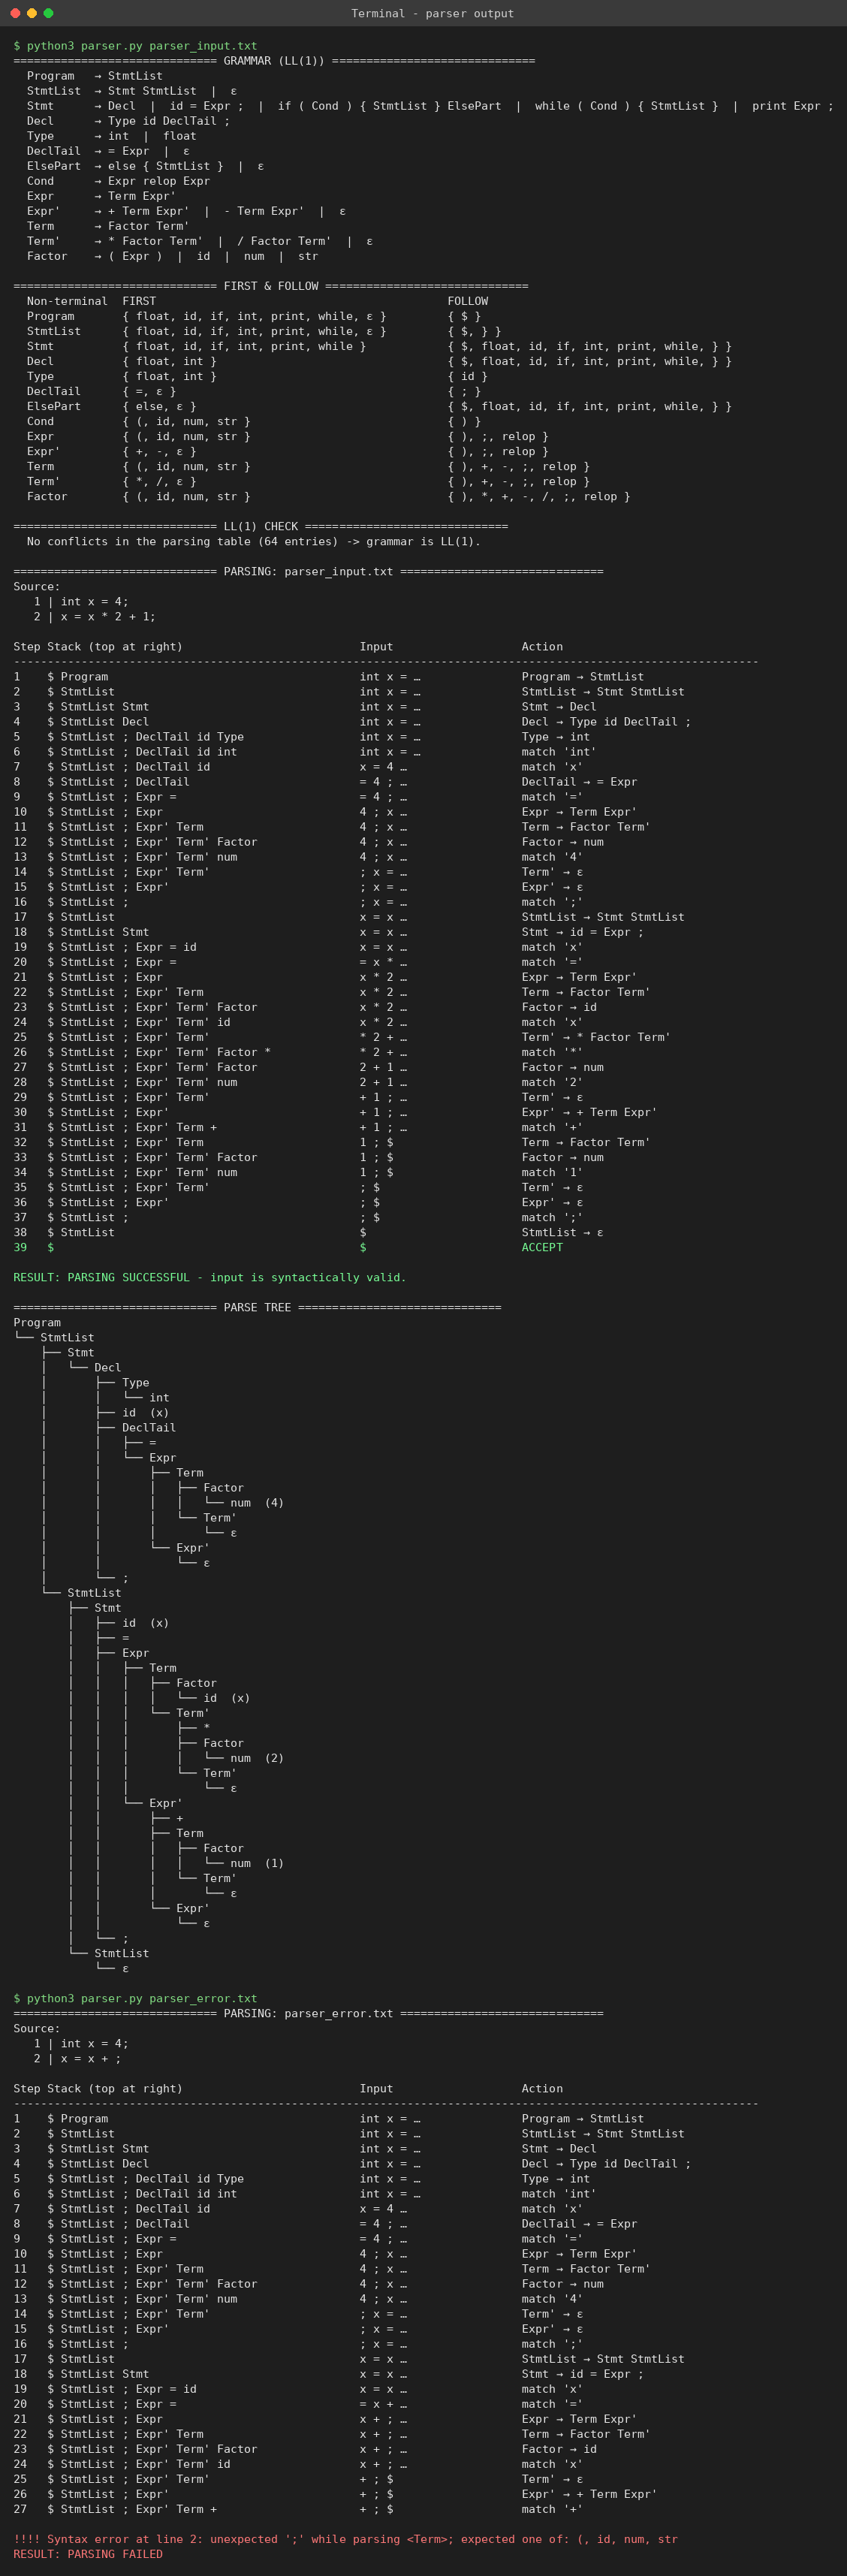 Terminal - parser output
$ python3 parser.py parser_input.txt
============================== GRAMMAR (LL(1)) ==============================
  Program   → StmtList
  StmtList  → Stmt StmtList  |  ε
  Stmt      → Decl  |  id = Expr ;  |  if ( Cond ) { StmtList } ElsePart  |  while ( Cond ) { StmtList }  |  print Expr ;
  Decl      → Type id DeclTail ;
  Type      → int  |  float
  DeclTail  → = Expr  |  ε
  ElsePart  → else { StmtList }  |  ε
  Cond      → Expr relop Expr
  Expr      → Term Expr'
  Expr'     → + Term Expr'  |  - Term Expr'  |  ε
  Term      → Factor Term'
  Term'     → * Factor Term'  |  / Factor Term'  |  ε
  Factor    → ( Expr )  |  id  |  num  |  str

============================== FIRST & FOLLOW ==============================
  Non-terminal  FIRST                                           FOLLOW
  Program       { float, id, if, int, print, while, ε }         { $ }
  StmtList      { float, id, if, int, print, while, ε }         { $, } }
  Stmt          { float, id, if, int, print, while }            { $, float, id, if, int, print, while, } }
  Decl          { float, int }                                  { $, float, id, if, int, print, while, } }
  Type          { float, int }                                  { id }
  DeclTail      { =, ε }                                        { ; }
  ElsePart      { else, ε }                                     { $, float, id, if, int, print, while, } }
  Cond          { (, id, num, str }                             { ) }
  Expr          { (, id, num, str }                             { ), ;, relop }
  Expr'         { +, -, ε }                                     { ), ;, relop }
  Term          { (, id, num, str }                             { ), +, -, ;, relop }
  Term'         { *, /, ε }                                     { ), +, -, ;, relop }
  Factor        { (, id, num, str }                             { ), *, +, -, /, ;, relop }

============================== LL(1) CHECK ==============================
  No conflicts in the parsing table (64 entries) -> grammar is LL(1).

============================== PARSING: parser_input.txt ==============================
Source:
   1 | int x = 4;
   2 | x = x * 2 + 1;

Step Stack (top at right)                          Input                   Action
--------------------------------------------------------------------------------------------------------------
1    $ Program                                     int x = …               Program → StmtList
2    $ StmtList                                    int x = …               StmtList → Stmt StmtList
3    $ StmtList Stmt                               int x = …               Stmt → Decl
4    $ StmtList Decl                               int x = …               Decl → Type id DeclTail ;
5    $ StmtList ; DeclTail id Type                 int x = …               Type → int
6    $ StmtList ; DeclTail id int                  int x = …               match 'int'
7    $ StmtList ; DeclTail id                      x = 4 …                 match 'x'
8    $ StmtList ; DeclTail                         = 4 ; …                 DeclTail → = Expr
9    $ StmtList ; Expr =                           = 4 ; …                 match '='
10   $ StmtList ; Expr                             4 ; x …                 Expr → Term Expr'
11   $ StmtList ; Expr' Term                       4 ; x …                 Term → Factor Term'
12   $ StmtList ; Expr' Term' Factor               4 ; x …                 Factor → num
13   $ StmtList ; Expr' Term' num                  4 ; x …                 match '4'
14   $ StmtList ; Expr' Term'                      ; x = …                 Term' → ε
15   $ StmtList ; Expr'                            ; x = …                 Expr' → ε
16   $ StmtList ;                                  ; x = …                 match ';'
17   $ StmtList                                    x = x …                 StmtList → Stmt StmtList
18   $ StmtList Stmt                               x = x …                 Stmt → id = Expr ;
19   $ StmtList ; Expr = id                        x = x …                 match 'x'
20   $ StmtList ; Expr =                           = x * …                 match '='
21   $ StmtList ; Expr                             x * 2 …                 Expr → Term Expr'
22   $ StmtList ; Expr' Term                       x * 2 …                 Term → Factor Term'
23   $ StmtList ; Expr' Term' Factor               x * 2 …                 Factor → id
24   $ StmtList ; Expr' Term' id                   x * 2 …                 match 'x'
25   $ StmtList ; Expr' Term'                      * 2 + …                 Term' → * Factor Term'
26   $ StmtList ; Expr' Term' Factor *             * 2 + …                 match '*'
27   $ StmtList ; Expr' Term' Factor               2 + 1 …                 Factor → num
28   $ StmtList ; Expr' Term' num                  2 + 1 …                 match '2'
29   $ StmtList ; Expr' Term'                      + 1 ; …                 Term' → ε
30   $ StmtList ; Expr'                            + 1 ; …                 Expr' → + Term Expr'
31   $ StmtList ; Expr' Term +                     + 1 ; …                 match '+'
32   $ StmtList ; Expr' Term                       1 ; $                   Term → Factor Term'
33   $ StmtList ; Expr' Term' Factor               1 ; $                   Factor → num
34   $ StmtList ; Expr' Term' num                  1 ; $                   match '1'
35   $ StmtList ; Expr' Term'                      ; $                     Term' → ε
36   $ StmtList ; Expr'                            ; $                     Expr' → ε
37   $ StmtList ;                                  ; $                     match ';'
38   $ StmtList                                    $                       StmtList → ε
39   $                                             $                       ACCEPT

RESULT: PARSING SUCCESSFUL - input is syntactically valid.

============================== PARSE TREE ==============================
Program
└── StmtList
    ├── Stmt
    │   └── Decl
    │       ├── Type
    │       │   └── int
    │       ├── id  (x)
    │       ├── DeclTail
    │       │   ├── =
    │       │   └── Expr
    │       │       ├── Term
    │       │       │   ├── Factor
    │       │       │   │   └── num  (4)
    │       │       │   └── Term'
    │       │       │       └── ε
    │       │       └── Expr'
    │       │           └── ε
    │       └── ;
    └── StmtList
        ├── Stmt
        │   ├── id  (x)
        │   ├── =
        │   ├── Expr
        │   │   ├── Term
        │   │   │   ├── Factor
        │   │   │   │   └── id  (x)
        │   │   │   └── Term'
        │   │   │       ├── *
        │   │   │       ├── Factor
        │   │   │       │   └── num  (2)
        │   │   │       └── Term'
        │   │   │           └── ε
        │   │   └── Expr'
        │   │       ├── +
        │   │       ├── Term
        │   │       │   ├── Factor
        │   │       │   │   └── num  (1)
        │   │       │   └── Term'
        │   │       │       └── ε
        │   │       └── Expr'
        │   │           └── ε
        │   └── ;
        └── StmtList
            └── ε

$ python3 parser.py parser_error.txt
============================== PARSING: parser_error.txt ==============================
Source:
   1 | int x = 4;
   2 | x = x + ;

Step Stack (top at right)                          Input                   Action
--------------------------------------------------------------------------------------------------------------
1    $ Program                                     int x = …               Program → StmtList
2    $ StmtList                                    int x = …               StmtList → Stmt StmtList
3    $ StmtList Stmt                               int x = …               Stmt → Decl
4    $ StmtList Decl                               int x = …               Decl → Type id DeclTail ;
5    $ StmtList ; DeclTail id Type                 int x = …               Type → int
6    $ StmtList ; DeclTail id int                  int x = …               match 'int'
7    $ StmtList ; DeclTail id                      x = 4 …                 match 'x'
8    $ StmtList ; DeclTail                         = 4 ; …                 DeclTail → = Expr
9    $ StmtList ; Expr =                           = 4 ; …                 match '='
10   $ StmtList ; Expr                             4 ; x …                 Expr → Term Expr'
11   $ StmtList ; Expr' Term                       4 ; x …                 Term → Factor Term'
12   $ StmtList ; Expr' Term' Factor               4 ; x …                 Factor → num
13   $ StmtList ; Expr' Term' num                  4 ; x …                 match '4'
14   $ StmtList ; Expr' Term'                      ; x = …                 Term' → ε
15   $ StmtList ; Expr'                            ; x = …                 Expr' → ε
16   $ StmtList ;                                  ; x = …                 match ';'
17   $ StmtList                                    x = x …                 StmtList → Stmt StmtList
18   $ StmtList Stmt                               x = x …                 Stmt → id = Expr ;
19   $ StmtList ; Expr = id                        x = x …                 match 'x'
20   $ StmtList ; Expr =                           = x + …                 match '='
21   $ StmtList ; Expr                             x + ; …                 Expr → Term Expr'
22   $ StmtList ; Expr' Term                       x + ; …                 Term → Factor Term'
23   $ StmtList ; Expr' Term' Factor               x + ; …                 Factor → id
24   $ StmtList ; Expr' Term' id                   x + ; …                 match 'x'
25   $ StmtList ; Expr' Term'                      + ; $                   Term' → ε
26   $ StmtList ; Expr'                            + ; $                   Expr' → + Term Expr'
27   $ StmtList ; Expr' Term +                     + ; $                   match '+'

!!!! Syntax error at line 2: unexpected ';' while parsing <Term>; expected one of: (, id, num, str
RESULT: PARSING FAILED